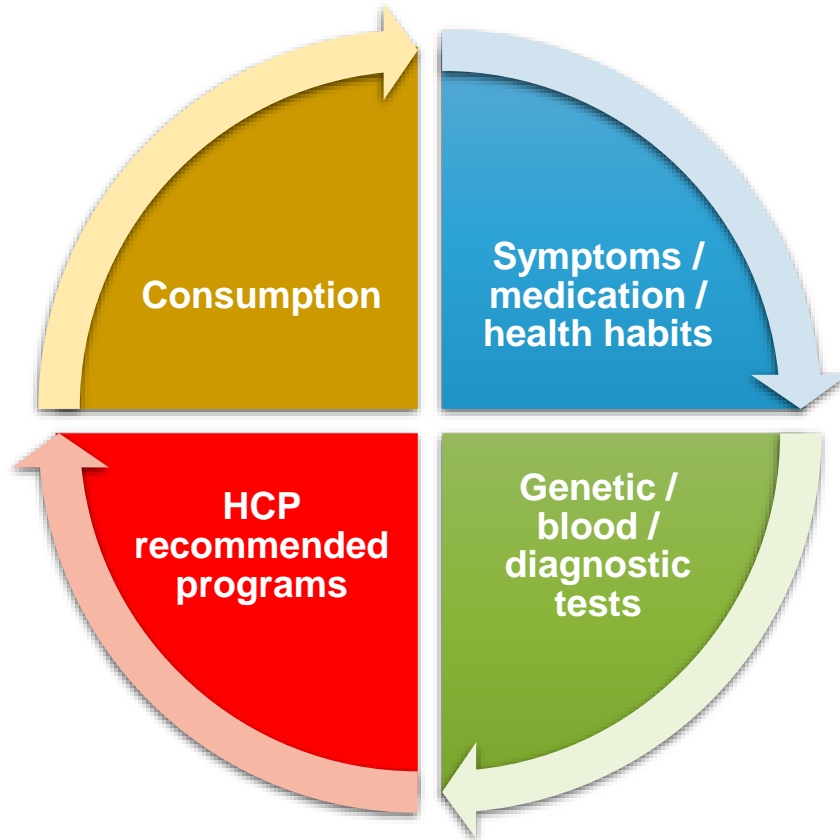 Consumption
Symptoms /
medication /
health habits
HCP
recommended
programs
Genetic /
blood /
diagnostic
tests